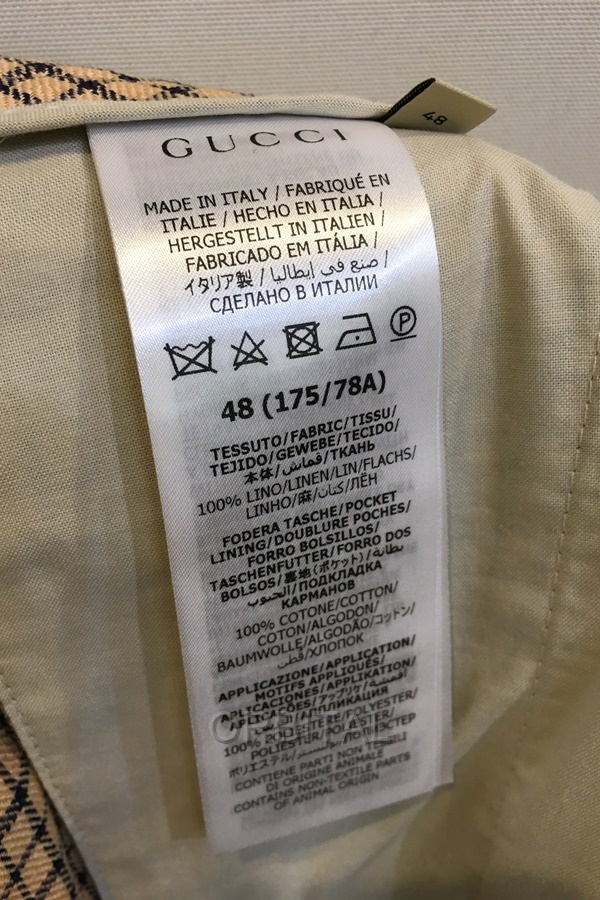 48
GUCCI
MADE IN ITALY / FABRIQUÉ EN
ITALIE / HECHO EN ITALIA /
HERGESTELLT IN ITALIEN /
FABRICADO EM ITÁLIA /
イタリア製 / صنع في إيطاليا /
СДЕЛАНО В ИТАЛИИ
P
48 (175/78A)
TESSUTO/FABRIC/TISSU/
TEJIDO/GEWEBE/TECIDO/
本体/قماش/ТКАНЬ
100% LINO/LINEN/LIN/FLACHS/
LINHO/麻/كتان/ЛЁН
FODERA TASCHE/POCKET
LINING/DOUBLURE POCHES/
FORRO BOLSILLOS/
TASCHENFUTTER/FORRO DOS
BOLSOS/裏地(ポケット)/بطانة
الجيوب/ПОДКЛАДКА
КАРМАНОВ
100% COTONE/COTTON/
COTON/ALGODON/
BAUMWOLLE/ALGODÃO/コットン/
قطن/ХЛОПОК
APPLICAZIONE/APPLICATION/
MOTIFS APPLIQUÉS/
APLICACIONES/APPLIKATION/
APLICAÇÕES/アップリケ/أقمشة
АППЛИКАЦИЯ
100% POLIESTERE/POLYESTER/
POLIÉSTER/
ポリエステル/بوليستر/ПОЛИЭСТЕР
CONTIENE PARTI NON TESSILI
DI ORIGINE ANIMALE
CONTAINS NON-TEXTILE PARTS
OF ANIMAL ORIGIN